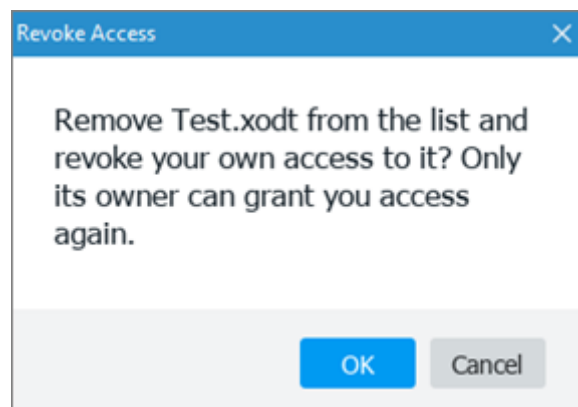 Revoke Access
Remove Test.xodt from the list and
revoke your own access to it? Only
its owner can grant you access
again.
OK
Cancel